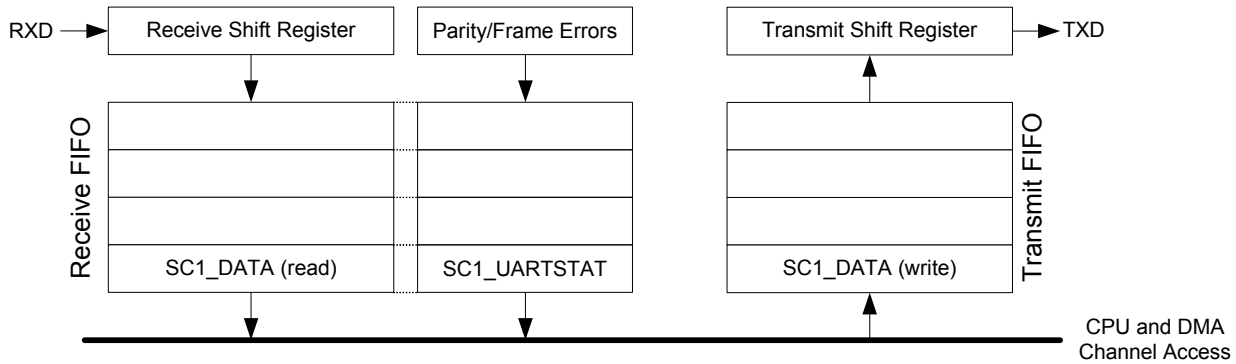 RXD
Receive Shift Register
Parity/Frame Errors
Transmit Shift Register
TXD
Receive FIFO
Transmit FIFO
SC1_DATA (read)
SC1_UARTSTAT
SC1_DATA (write)
CPU and DMA
Channel Access